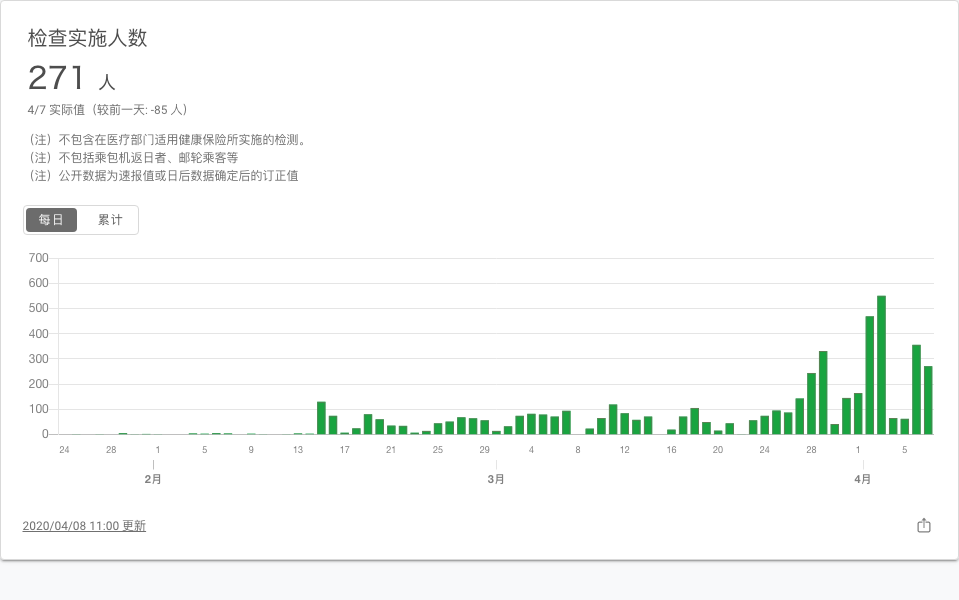 检查实施人数
271 人
4/7 实际值（较前一天: -85 人）
（注）不包含在医疗部门适用健康保险所实施的检测。
（注）不包括乘包机返日者、邮轮乘客等
（注）公开数据为速报值或日后数据确定后的订正值
每日 累计
700
600
500
400
300
200
100
0
24 28 1 5 9 13 17 21 25 29 4 8 12 16 20 24 28 1 5
2月 3月 4月
2020/04/08 11:00 更新